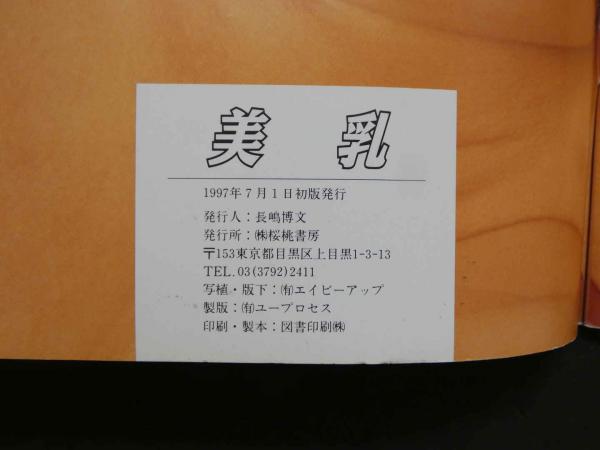 美 乳
1997年7月1日初版発行
発行人：長嶋博文
発行所：㈱桜桃書房
〒153東京都目黒区上目黒1-3-13
TEL.03(3792)2411
写植・版下：㈲エイビーアップ
製版：㈲ユープロセス
印刷・製本：図書印刷㈱